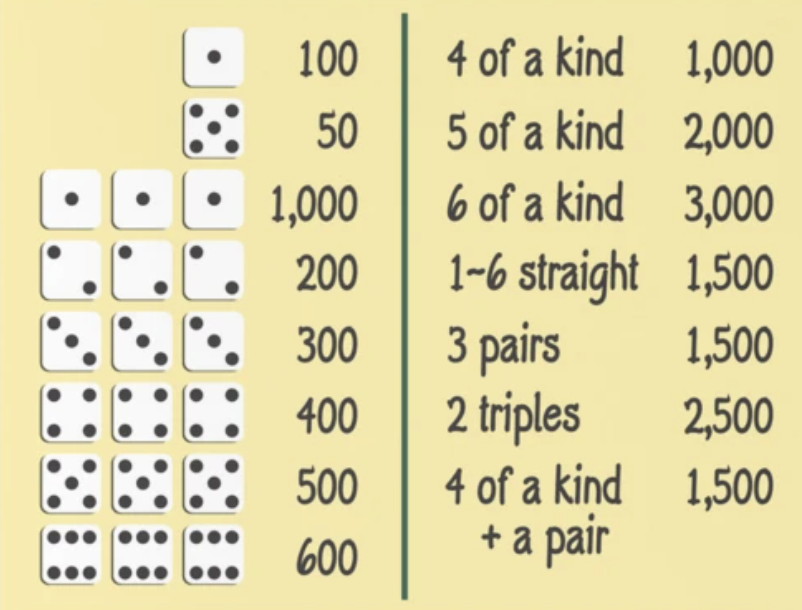 100
50
1,000
200
300
400
500
600
4 of a kind 1,000
5 of a kind 2,000
6 of a kind 3,000
1~6 straight 1,500
3 pairs 1,500
2 triples 2,500
4 of a kind 1,500
+ a pair